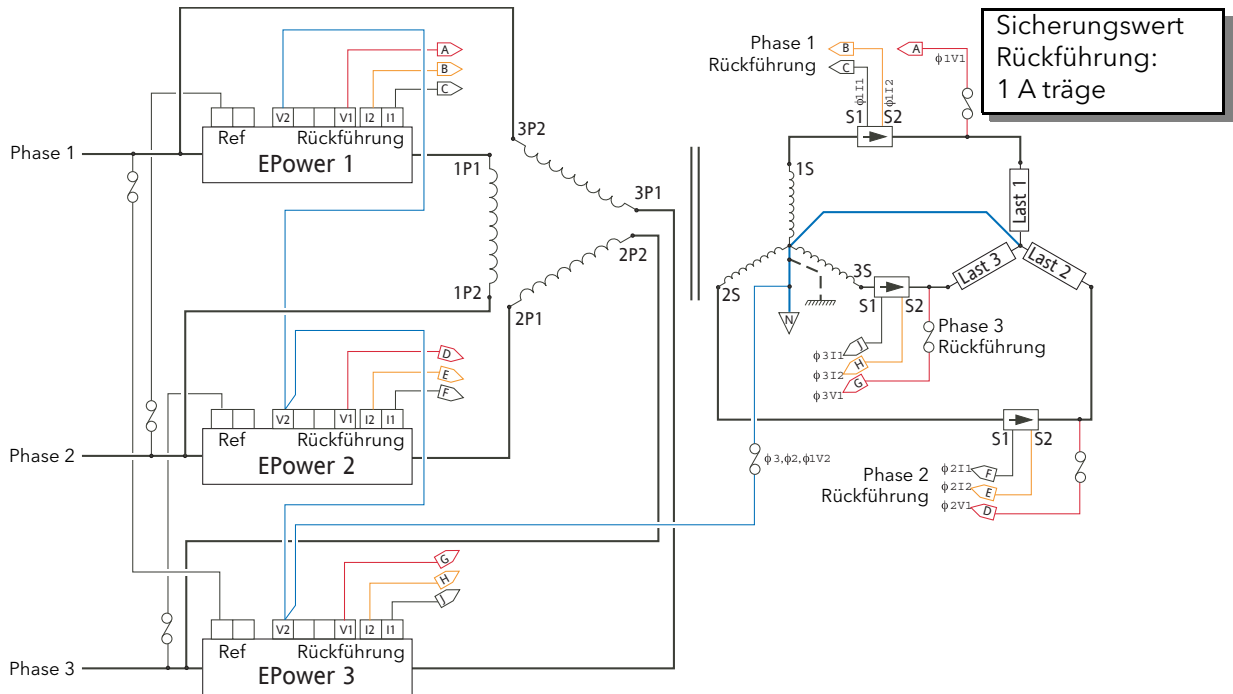 Sicherungswert
Rückführung:
1 A träge
Phase 1
Ref
V2
V1
I2
I1
Rückführung
EPower 1
A
B
C
3P2
1P1
3P1
2P2
1P2
2P1
Phase 2
Ref
V2
V1
I2
I1
Rückführung
EPower 2
D
E
F
Phase 3
Ref
V2
V1
I2
I1
Rückführung
EPower 3
G
H
J
Phase 1
Rückführung
B
C
A
ϕ1V1
ϕ1I1
ϕ1I2
S1
S2
1S
Last 1
Last 3
Last 2
2S
3S
S1
S2
N
Phase 3
Rückführung
J
H
G
ϕ3I1
ϕ3I2
ϕ3V1
ϕ3,ϕ2,ϕ1V2
S1
S2
Phase 2
Rückführung
ϕ2I1
ϕ2I2
ϕ2V1
F
E
D